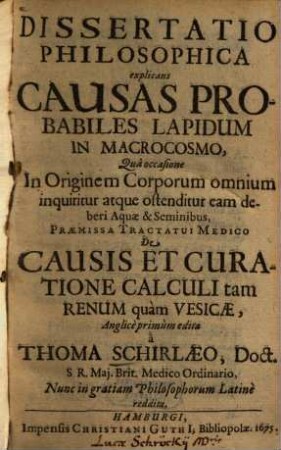 DISSERTATIO
PHILOSOPHICA
explicans
CAUSAS PRO-
BABILES LAPIDUM
IN MACROCOSMO,
Quâ occasione
In Originem Corporum omnium
inquiritur atque ostenditur eam de-
beri Aquæ & Seminibus,
PRÆMISSA TRACTATUI MEDICO
De
CAUSIS ET CURA-
TIONE CALCULI tam
RENUM quàm VESICÆ,
Anglicè primùm edita
à
THOMA SCHIRLÆO, Doct.
S R. Maj. Brit. Medico Ordinario,
Nunc in gratiam Philosophorum Latinè
reddita,
HAMBURGI,
Impensis CHRISTIANI GUTHI, Bibliopolæ. 1675.
Lucæ Schröckij